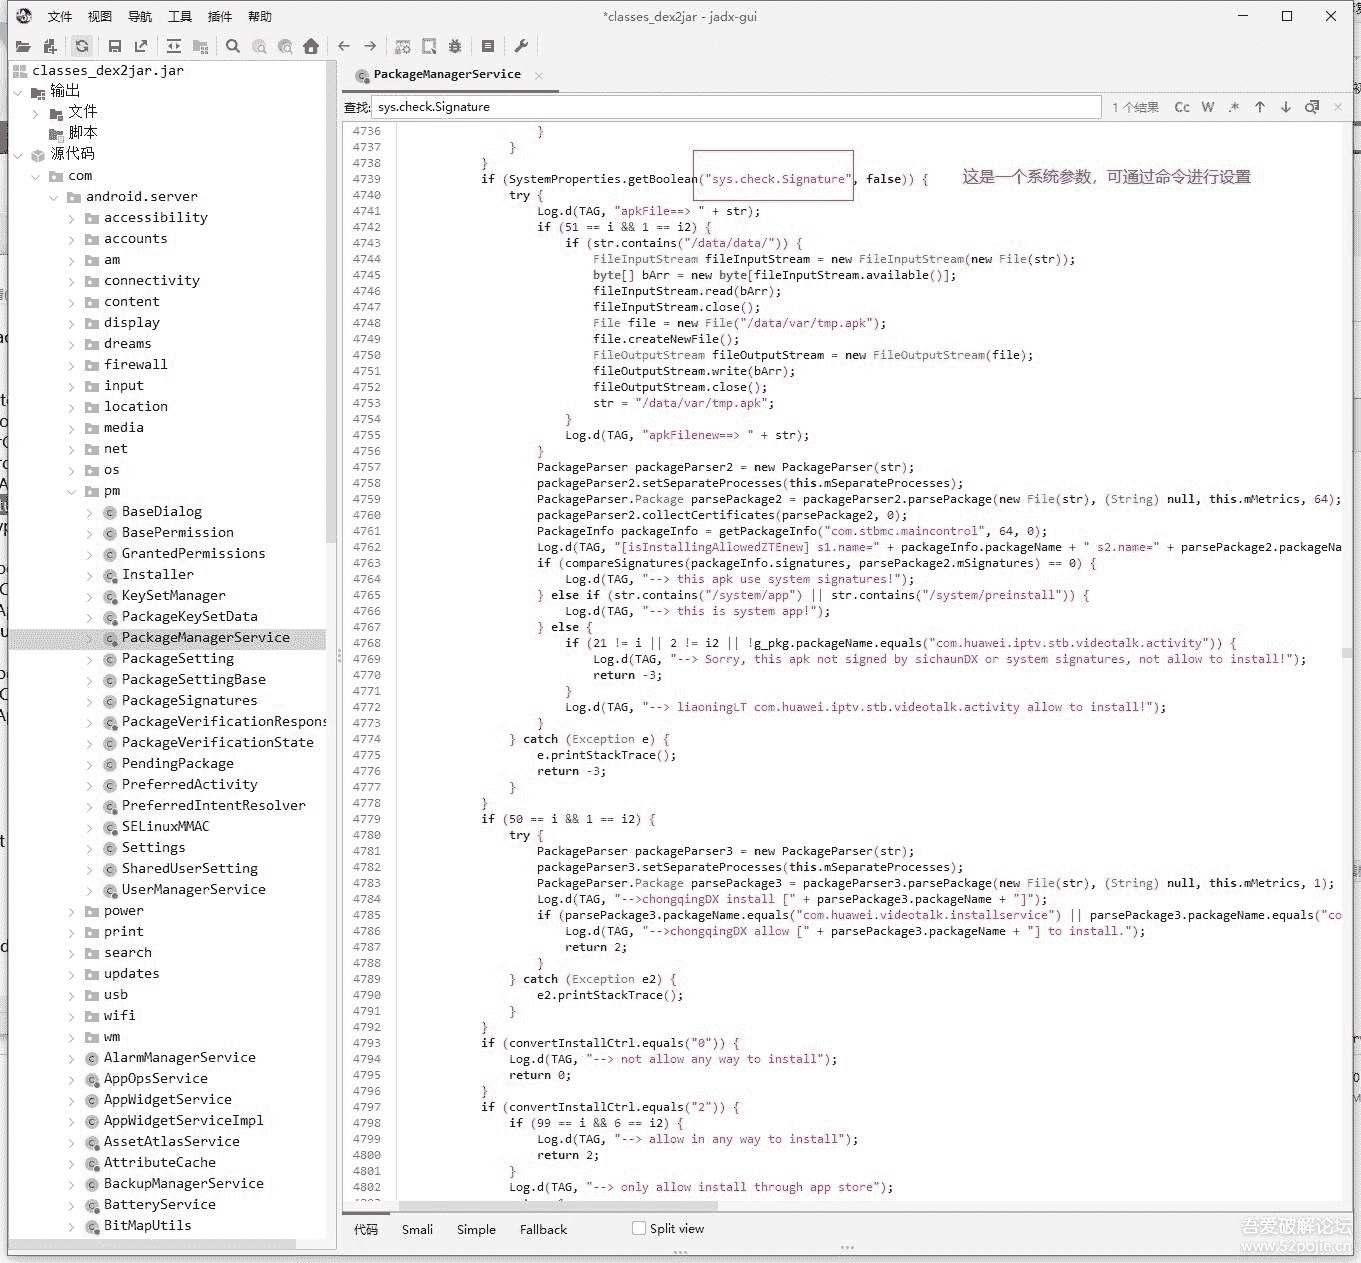 文件 视图 导航 工具 插件 帮助
*classes_dex2jar - jadx-gui
classes_dex2jar.jar
输出
文件
脚本
源代码
com
android.server
accessibility
accounts
am
connectivity
content
display
dreams
firewall
input
location
media
net
os
pm
BaseDialog
BasePermission
GrantedPermissions
Installer
KeySetManager
PackageKeySetData
PackageManagerService
PackageSetting
PackageSettingBase
PackageSignatures
PackageVerificationRespons
PackageVerificationState
PendingPackage
PreferredActivity
PreferredIntentResolver
SELinuxMMAC
Settings
SharedUserSetting
UserManagerService
power
print
search
updates
usb
wifi
wm
AlarmManagerService
AppOpsService
AppWidgetService
AppWidgetServiceImpl
AssetAtlasService
AttributeCache
BackupManagerService
BatteryService
BitMapUtils
PackageManagerService
查找: sys.check.Signature 1 个结果 Cc W .*
4736 }
4737 }
4738 }
4739 if (SystemProperties.getBoolean("sys.check.Signature", false)) { 这是一个系统参数，可通过命令进行设置
4740 try {
4741 Log.d(TAG, "apkFile==> " + str);
4742 if (51 == i && 1 == i2) {
4743 if (str.contains("/data/data/")) {
4744 FileInputStream fileInputStream = new FileInputStream(new File(str));
4745 byte[] bArr = new byte[fileInputStream.available()];
4746 fileInputStream.read(bArr);
4747 fileInputStream.close();
4748 File file = new File("/data/var/tmp.apk");
4749 file.createNewFile();
4750 FileOutputStream fileOutputStream = new FileOutputStream(file);
4751 fileOutputStream.write(bArr);
4752 fileOutputStream.close();
4753 str = "/data/var/tmp.apk";
4754 }
4755 Log.d(TAG, "apkFilenew==> " + str);
4756 }
4757 PackageParser packageParser2 = new PackageParser(str);
4758 packageParser2.setSeparateProcesses(this.mSeparateProcesses);
4759 PackageParser.Package parsePackage2 = packageParser2.parsePackage(new File(str), (String) null, this.mMetrics, 64);
4760 packageParser2.collectCertificates(parsePackage2, 0);
4761 PackageInfo packageInfo = getPackageInfo("com.stbmc.maincontrol", 64, 0);
4762 Log.d(TAG, "[isInstallingAllowedZTEnew] s1.name=" + packageInfo.packageName + " s2.name=" + parsePackage2.packageNa
4763 if (compareSignatures(packageInfo.signatures, parsePackage2.mSignatures) == 0) {
4764 Log.d(TAG, "--> this apk use system signatures!");
4765 } else if (str.contains("/system/app") || str.contains("/system/preinstall")) {
4766 Log.d(TAG, "--> this is system app!");
4767 } else {
4768 if (21 != i || 2 != i2 || !g_pkg.packageName.equals("com.huawei.iptv.stb.videotalk.activity")) {
4769 Log.d(TAG, "--> Sorry, this apk not signed by sichaunDX or system signatures, not allow to install!");
4770 return -3;
4771 }
4772 Log.d(TAG, "--> liaoningLT com.huawei.iptv.stb.videotalk.activity allow to install!");
4773 }
4774 } catch (Exception e) {
4775 e.printStackTrace();
4776 return -3;
4777 }
4778 }
4779 if (50 == i && 1 == i2) {
4780 try {
4781 PackageParser packageParser3 = new PackageParser(str);
4782 packageParser3.setSeparateProcesses(this.mSeparateProcesses);
4783 PackageParser.Package parsePackage3 = packageParser3.parsePackage(new File(str), (String) null, this.mMetrics, 1);
4784 Log.d(TAG, "-->chongqingDX install [" + parsePackage3.packageName + "]");
4785 if (parsePackage3.packageName.equals("com.huawei.videotalk.installservice") || parsePackage3.packageName.equals("co
4786 Log.d(TAG, "-->chongqingDX allow [" + parsePackage3.packageName + "] to install.");
4787 return 2;
4788 }
4789 } catch (Exception e2) {
4790 e2.printStackTrace();
4791 }
4792 }
4793 if (convertInstallCtrl.equals("0")) {
4794 Log.d(TAG, "--> not allow any way to install");
4795 return 0;
4796 }
4797 if (convertInstallCtrl.equals("2")) {
4798 if (99 == i && 6 == i2) {
4799 Log.d(TAG, "--> allow in any way to install");
4800 return 2;
4801 }
4802 Log.d(TAG, "--> only allow install through app store");
代码 Smali Simple Fallback Split view
吾爱破解论坛
www.52pojie.cn